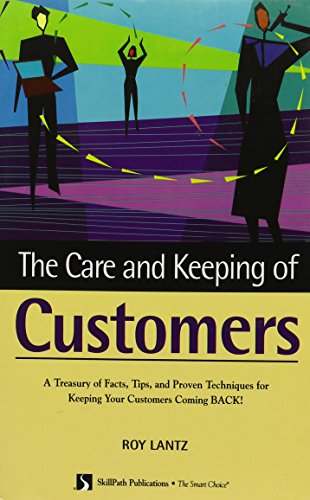 The Care and Keeping of
Customers
A Treasury of Facts, Tips, and Proven Techniques for
Keeping Your Customers Coming BACK!
ROY LANTZ
SkillPath Publications • The Smart Choice®